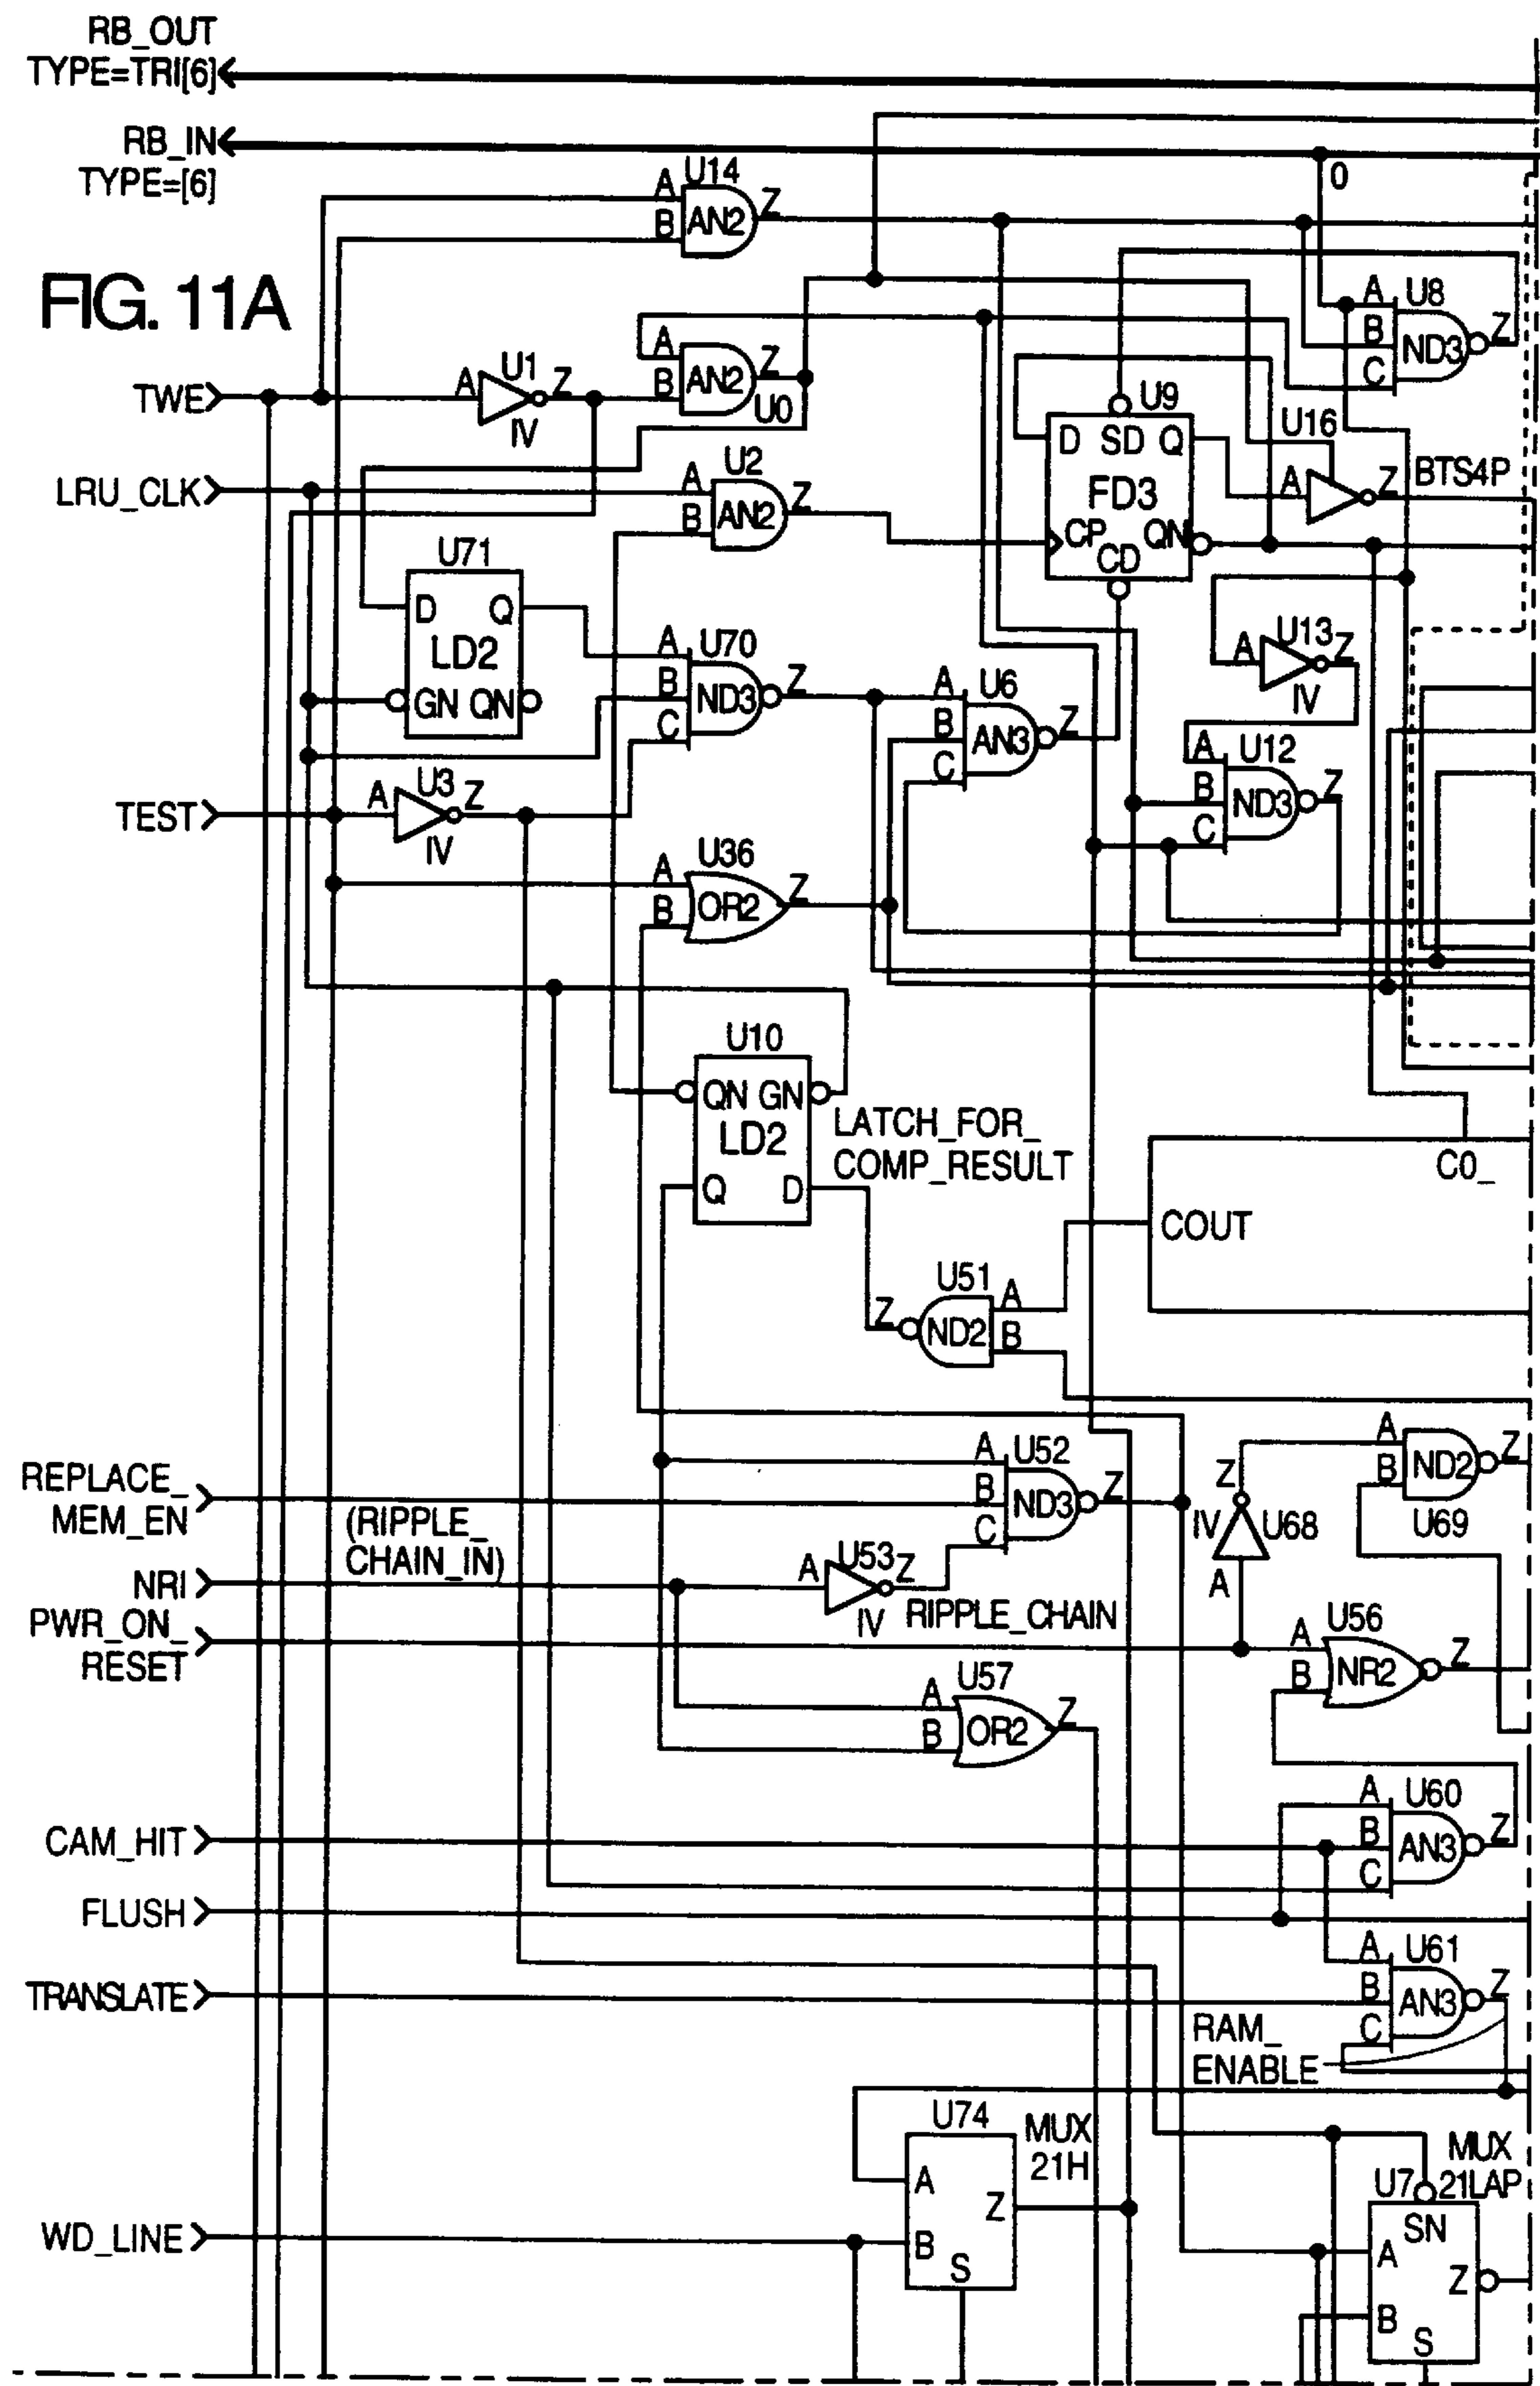 RB_OUT
TYPE=TRI[6]
RB_IN
TYPE=[6]
0
U14
A
B
AN2
Z
FIG. 11A
A
B
C
U8
ND3
Z
TWE
A
U1
Z
IV
A
B
AN2
Z
U0
U9
D SD Q
FD3
CP QN
CD
U16
A
Z
BTS4P
LRU_CLK
U2
A
B
AN2
Z
U71
D Q
LD2
GN QN
U70
A
B
C
ND3
Z
U13
A
Z
IV
U6
A
B
C
AN3
Z
U12
A
B
C
ND3
Z
TEST
U3
A
Z
IV
U36
A
B
OR2
Z
U10
QN GN
LD2
Q D
LATCH_FOR_
COMP_RESULT
C0_
COUT
U51
A
B
Z
ND2
REPLACE_
MEM_EN
A
B
C
U52
ND3
Z
A
B
ND2
Z
U69
Z
IV
U68
A
(RIPPLE_
CHAIN_IN)
NRI
A
U53
Z
IV
RIPPLE_CHAIN
PWR_ON_
RESET
U56
A
B
NR2
Z
U57
A
B
OR2
Z
CAM_HIT
U60
A
B
C
AN3
Z
FLUSH
TRANSLATE
U61
A
B
C
AN3
Z
RAM_
ENABLE
U74
MUX
21H
A
B
Z
S
WD_LINE
MUX
21LAP
U7
SN
A
B
Z
S